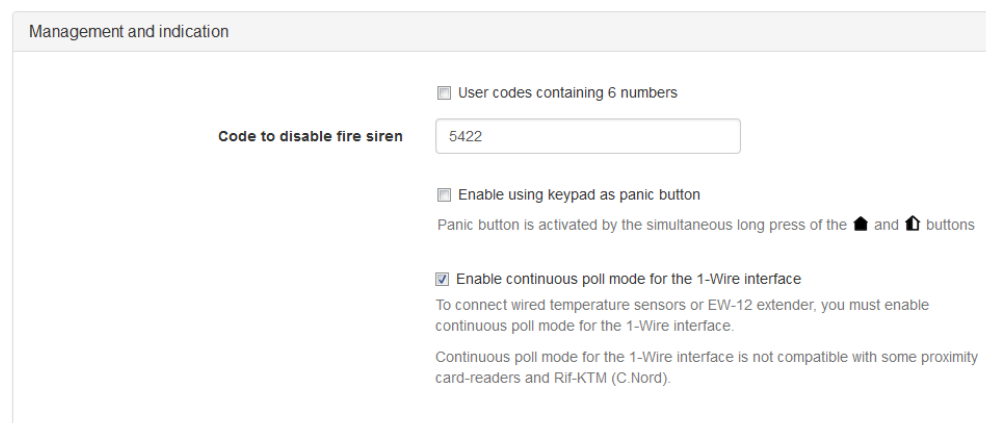 Management and indication
User codes containing 6 numbers
Code to disable fire siren
5422
Enable using keypad as panic button
Panic button is activated by the simultaneous long press of the and buttons
Enable continuous poll mode for the 1-Wire interface
To connect wired temperature sensors or EW-12 extender, you must enable
continuous poll mode for the 1-Wire interface.
Continuous poll mode for the 1-Wire interface is not compatible with some proximity
card-readers and Rif-KTM (C.Nord).